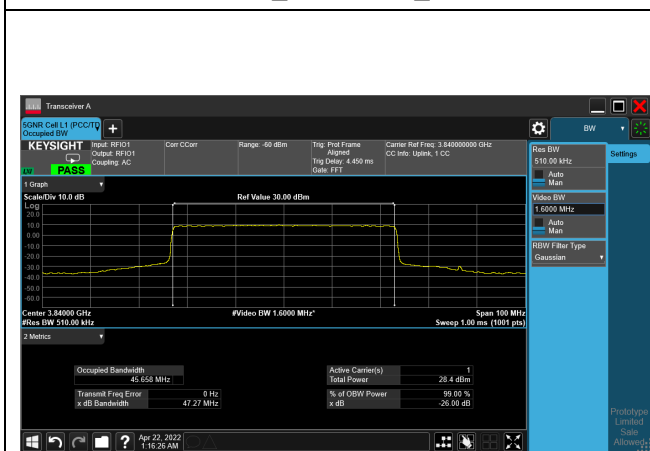 Transceiver A
5GNR Cell L1 (PCC/TD
Occupied BW
BW
KEYSIGHT
LXI
PASS
Input: RFIO1
Output: RFIO1
Coupling: AC
Corr CCorr
Range: -60 dBm
Trig: Prot Frame
Aligned
Trig Delay: 4.450 ms
Gate: FFT
Carrier Ref Freq: 3.840000000 GHz
CC Info: Uplink, 1 CC
Res BW
510.00 kHz
Auto
Man
Settings
Video BW
1.6000 MHz
Auto
Man
RBW Filter Type
Gaussian
1 Graph
Scale/Div 10.0 dB
Ref Value 30.00 dBm
Log
20.0
10.0
0.00
-10.0
-20.0
-30.0
-40.0
-50.0
-60.0
Center 3.84000 GHz
#Video BW 1.6000 MHz*
Span 100 MHz
#Res BW 510.00 kHz
Sweep 1.00 ms (1001 pts)
2 Metrics
Occupied Bandwidth
45.658 MHz
Active Carrier(s) 1
Total Power 28.4 dBm
Transmit Freq Error 0 Hz
x dB Bandwidth 47.27 MHz
% of OBW Power 99.00 %
x dB -26.00 dB
Prototype
Limited
Sale
Allowed
?
Apr 22, 2022
1:16:26 AM